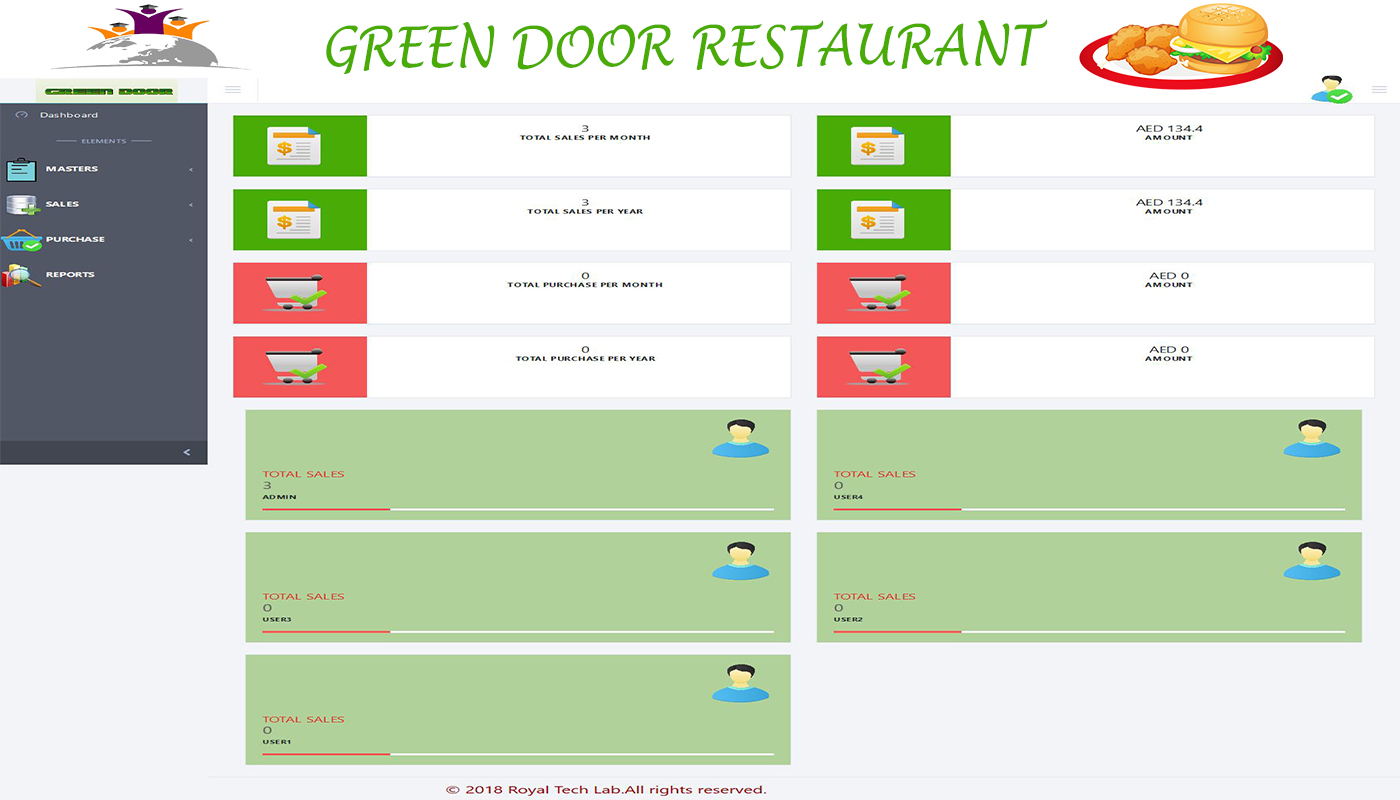 GREEN DOOR RESTAURANT
GREEN DOOR
Dashboard
ELEMENTS
MASTERS
SALES
PURCHASE
REPORTS
3
TOTAL SALES PER MONTH
AED 134.4
AMOUNT
3
TOTAL SALES PER YEAR
AED 134.4
AMOUNT
0
TOTAL PURCHASE PER MONTH
AED 0
AMOUNT
0
TOTAL PURCHASE PER YEAR
AED 0
AMOUNT
TOTAL SALES
3
ADMIN
TOTAL SALES
0
USER4
TOTAL SALES
0
USER3
TOTAL SALES
0
USER2
TOTAL SALES
0
USER1
© 2018 Royal Tech Lab.All rights reserved.